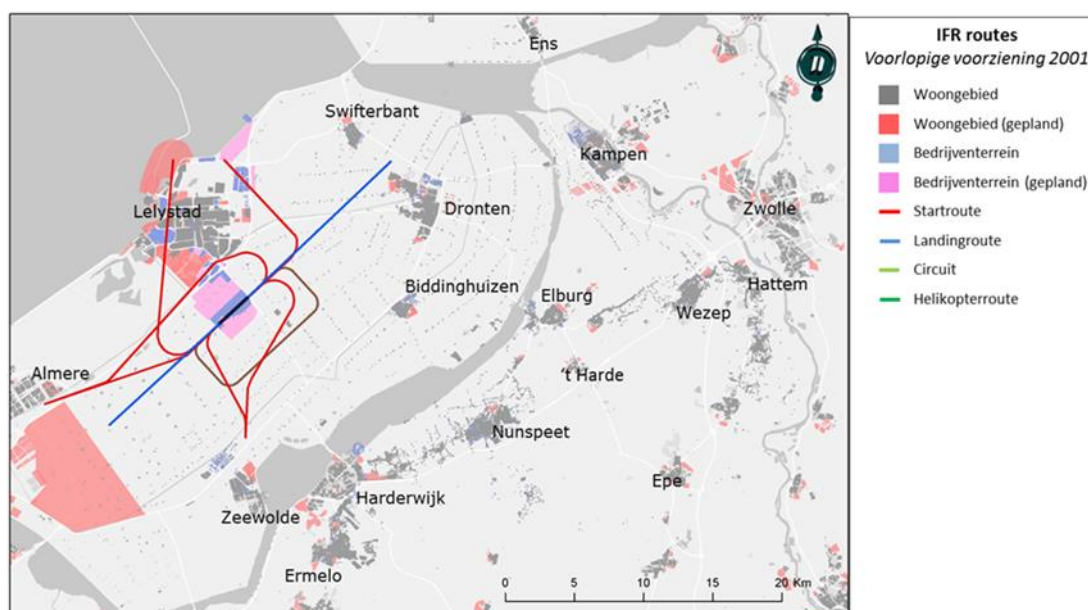 Ens
Swifterbant
Kampen
Lelystad
Dronten
Zwolle
Biddinghuizen
Elburg
Hattem
Wezep
Almere
't Harde
Nunspeet
Epe
Harderwijk
Zeewolde
Ermelo
0 5 10 15 20 Km
IFR routes
Voorlopige voorziening 2001
Woongebied
Woongebied (gepland)
Bedrijventerrein
Bedrijventerrein (gepland)
Startroute
Landingroute
Circuit
Helikopterroute